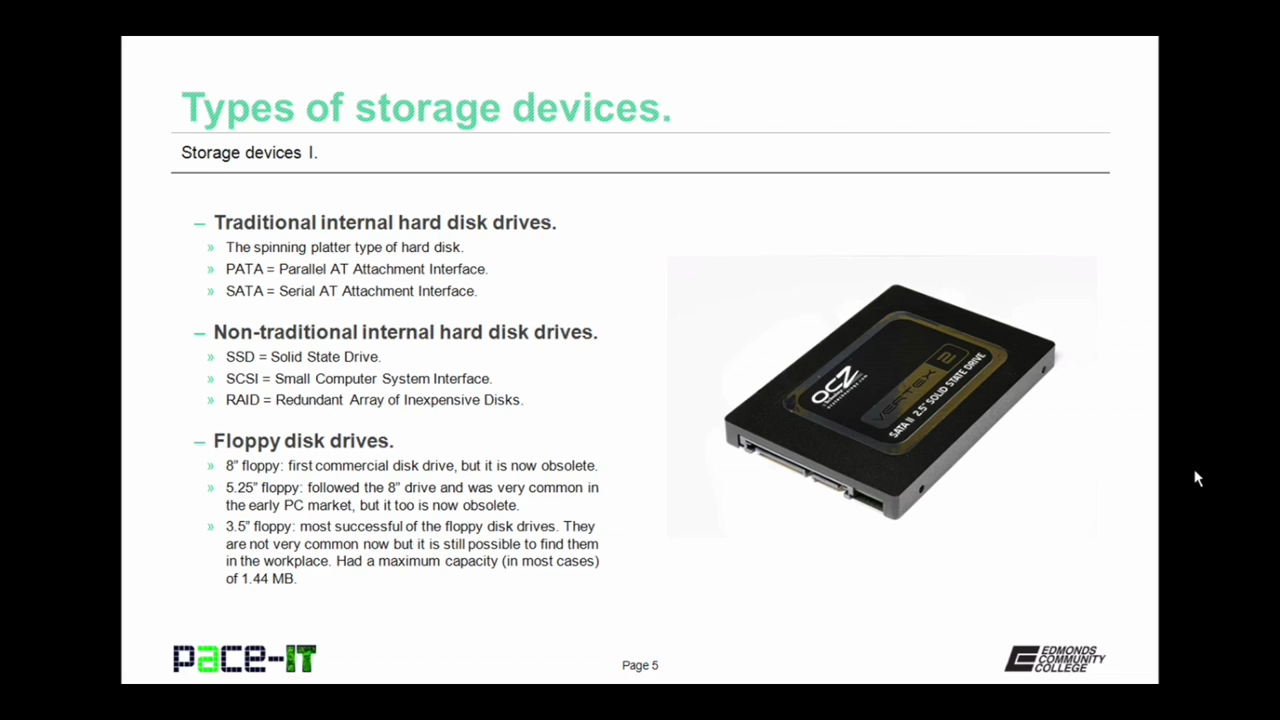 Types of storage devices.
Storage devices I.
– Traditional internal hard disk drives.
» The spinning platter type of hard disk.
» PATA = Parallel AT Attachment Interface.
» SATA = Serial AT Attachment Interface.
– Non-traditional internal hard disk drives.
» SSD = Solid State Drive.
» SCSI = Small Computer System Interface.
» RAID = Redundant Array of Inexpensive Disks.
– Floppy disk drives.
» 8” floppy: first commercial disk drive, but it is now obsolete.
» 5.25” floppy: followed the 8” drive and was very common in
the early PC market, but it too is now obsolete.
» 3.5” floppy: most successful of the floppy disk drives. They
are not very common now but it is still possible to find them
in the workplace. Had a maximum capacity (in most cases)
of 1.44 MB.
OCZ
VERTEX 2
SATA II 2.5" SOLID STATE DRIVE
pace-IT
Page 5
EDMONDS
COMMUNITY
COLLEGE